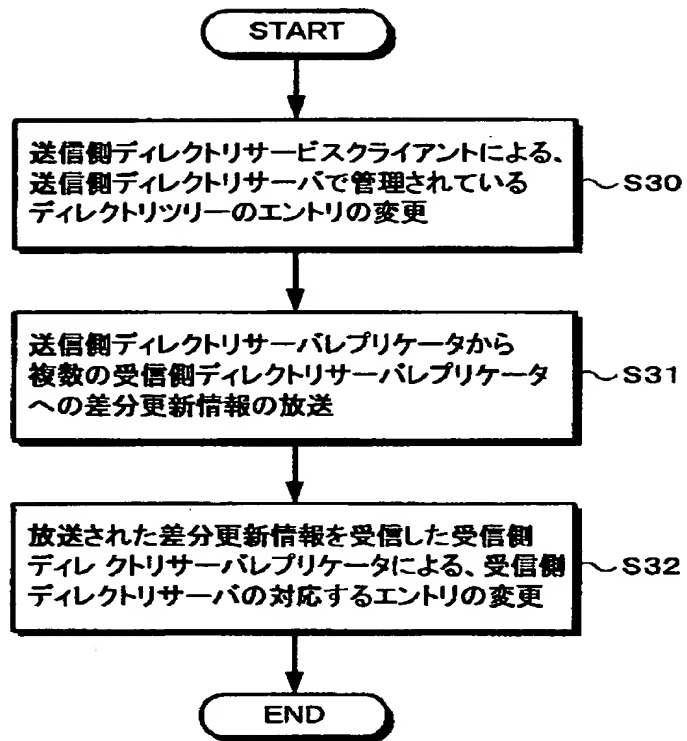 START
送信側ディレクトリサービスクライアントによる、
送信側ディレクトリサーバで管理されている
ディレクトリツリーのエントリの変更
S30
送信側ディレクトリサーバレプリケータから
複数の受信側ディレクトリサーバレプリケータ
への差分更新情報の放送
S31
放送された差分更新情報を受信した受信側
ディレクトリサーバレプリケータによる、受信側
ディレクトリサーバの対応するエントリの変更
S32
END